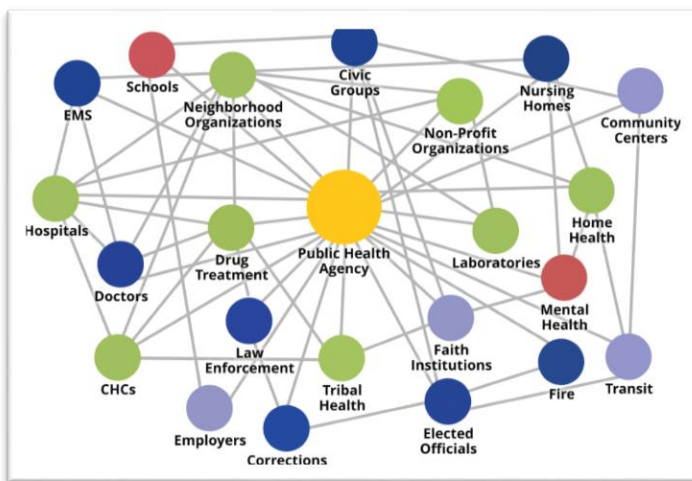 Schools
Civic
Groups
Nursing
Homes
EMS
Neighborhood
Organizations
Non-Profit
Organizations
Community
Centers
Hospitals
Drug
Treatment
Public Health
Agency
Laboratories
Home
Health
Doctors
Mental
Health
Law
Enforcement
Faith
Institutions
CHCs
Tribal
Health
Fire
Transit
Employers
Elected
Officials
Corrections